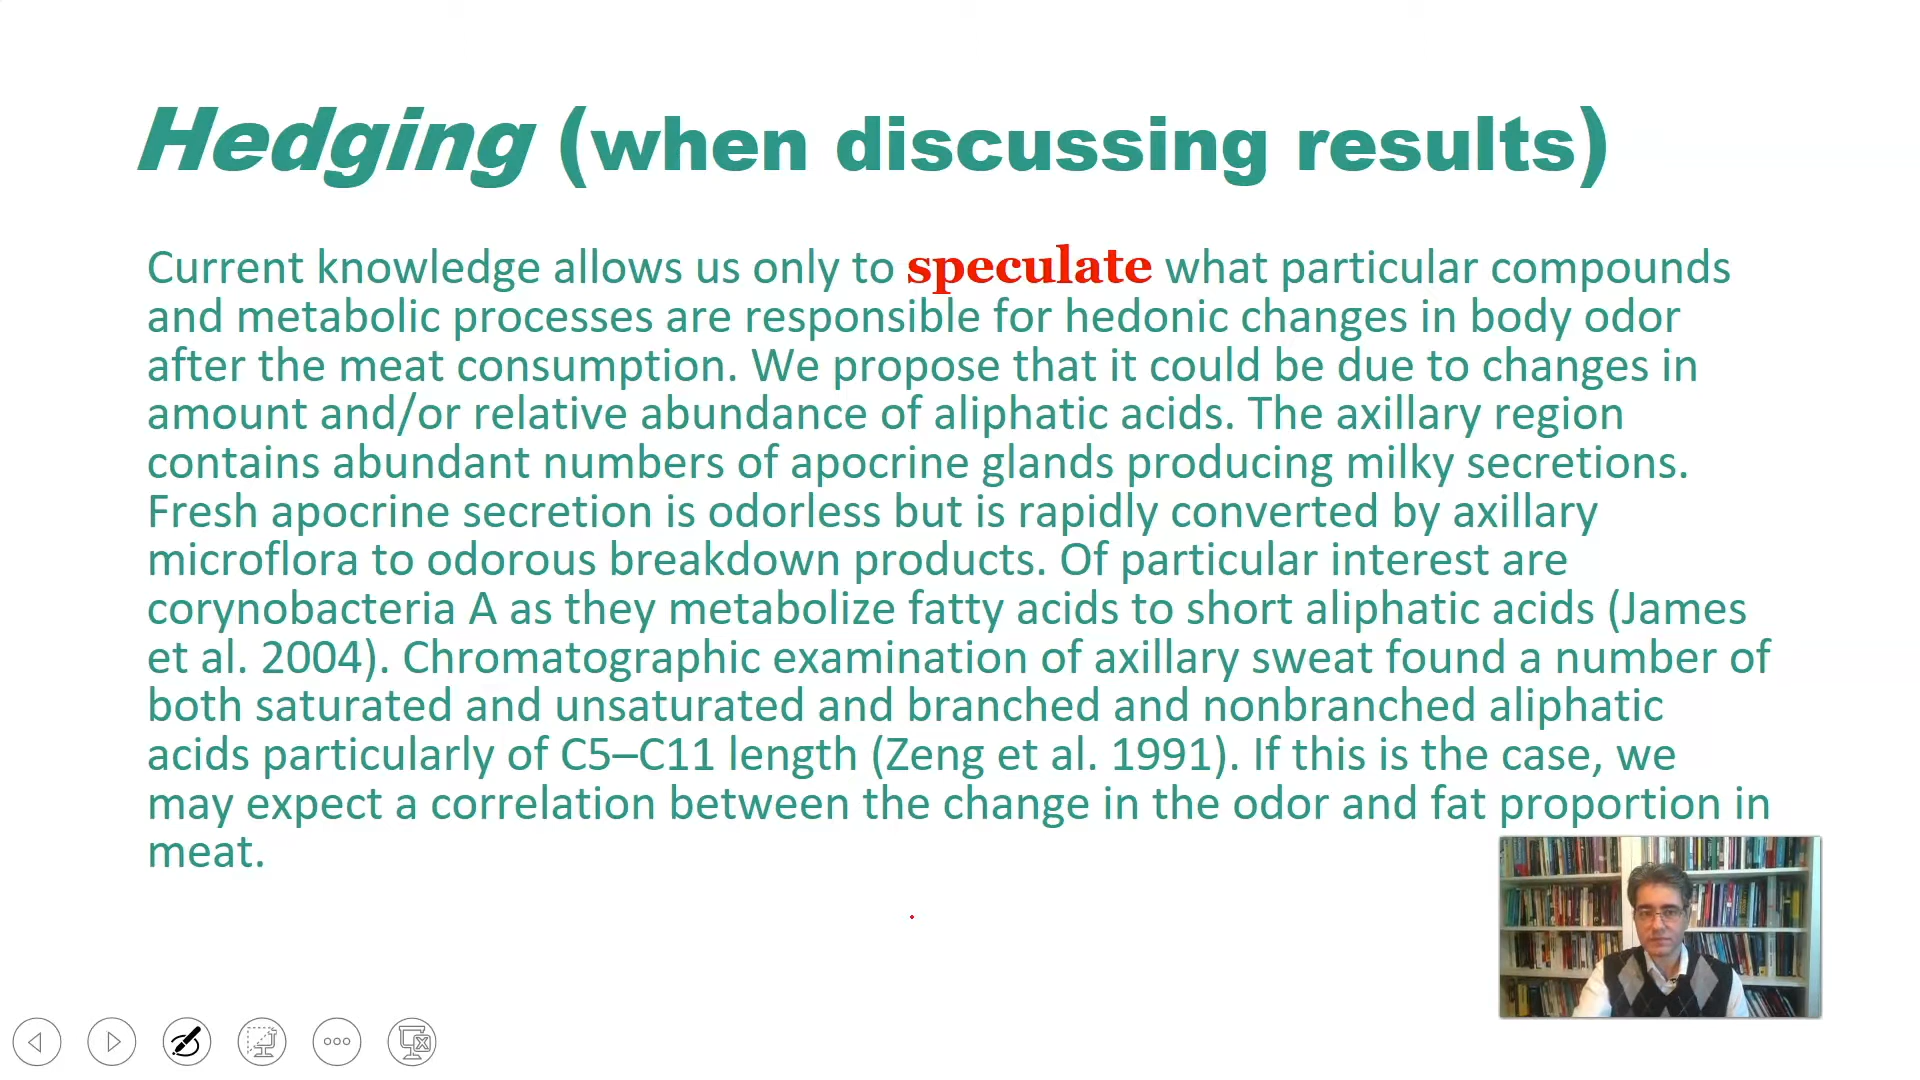 Hedging (when discussing results)
Current knowledge allows us only to speculate what particular compounds
and metabolic processes are responsible for hedonic changes in body odor
after the meat consumption. We propose that it could be due to changes in
amount and/or relative abundance of aliphatic acids. The axillary region
contains abundant numbers of apocrine glands producing milky secretions.
Fresh apocrine secretion is odorless but is rapidly converted by axillary
microflora to odorous breakdown products. Of particular interest are
corynobacteria A as they metabolize fatty acids to short aliphatic acids (James
et al. 2004). Chromatographic examination of axillary sweat found a number of
both saturated and unsaturated and branched and nonbranched aliphatic
acids particularly of C5–C11 length (Zeng et al. 1991). If this is the case, we
may expect a correlation between the change in the odor and fat proportion in
meat.